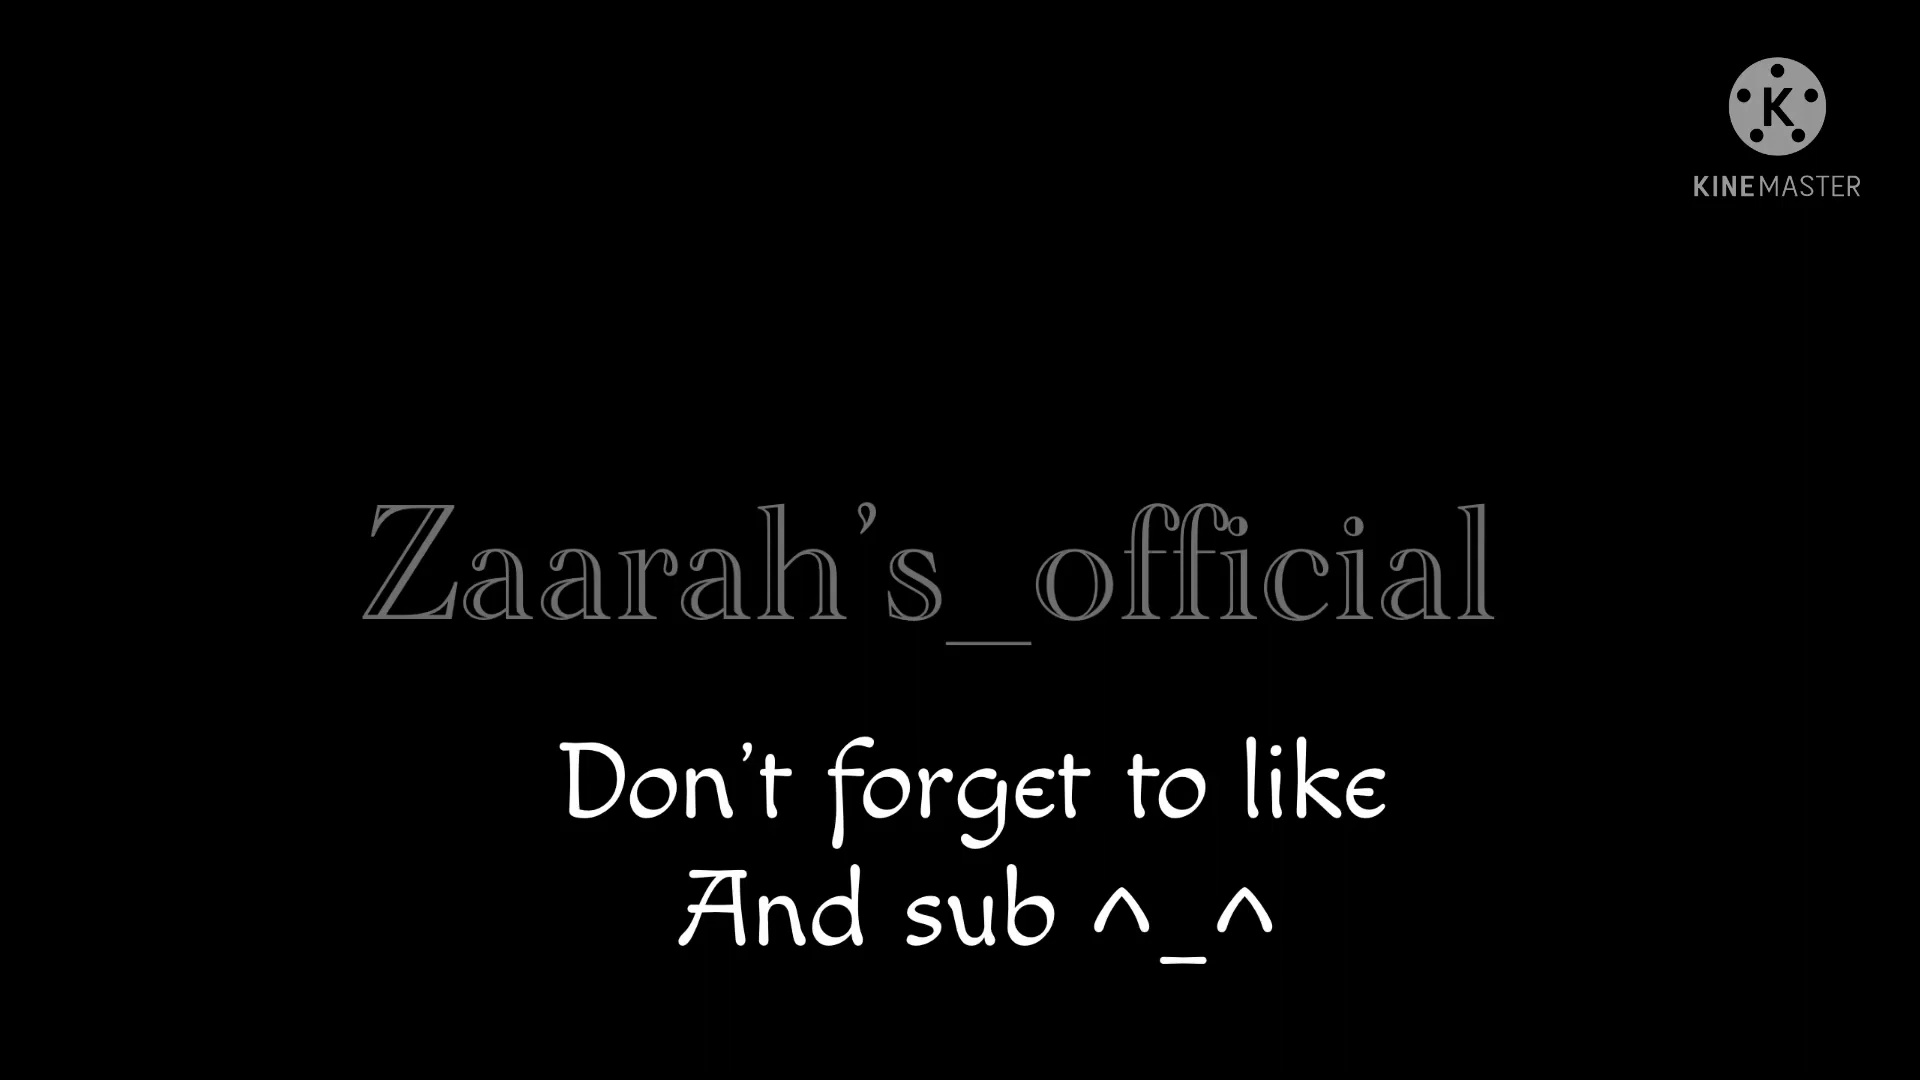 K
KINEMASTER
Zaarah's_official
Don't forget to like
And sub ^_^